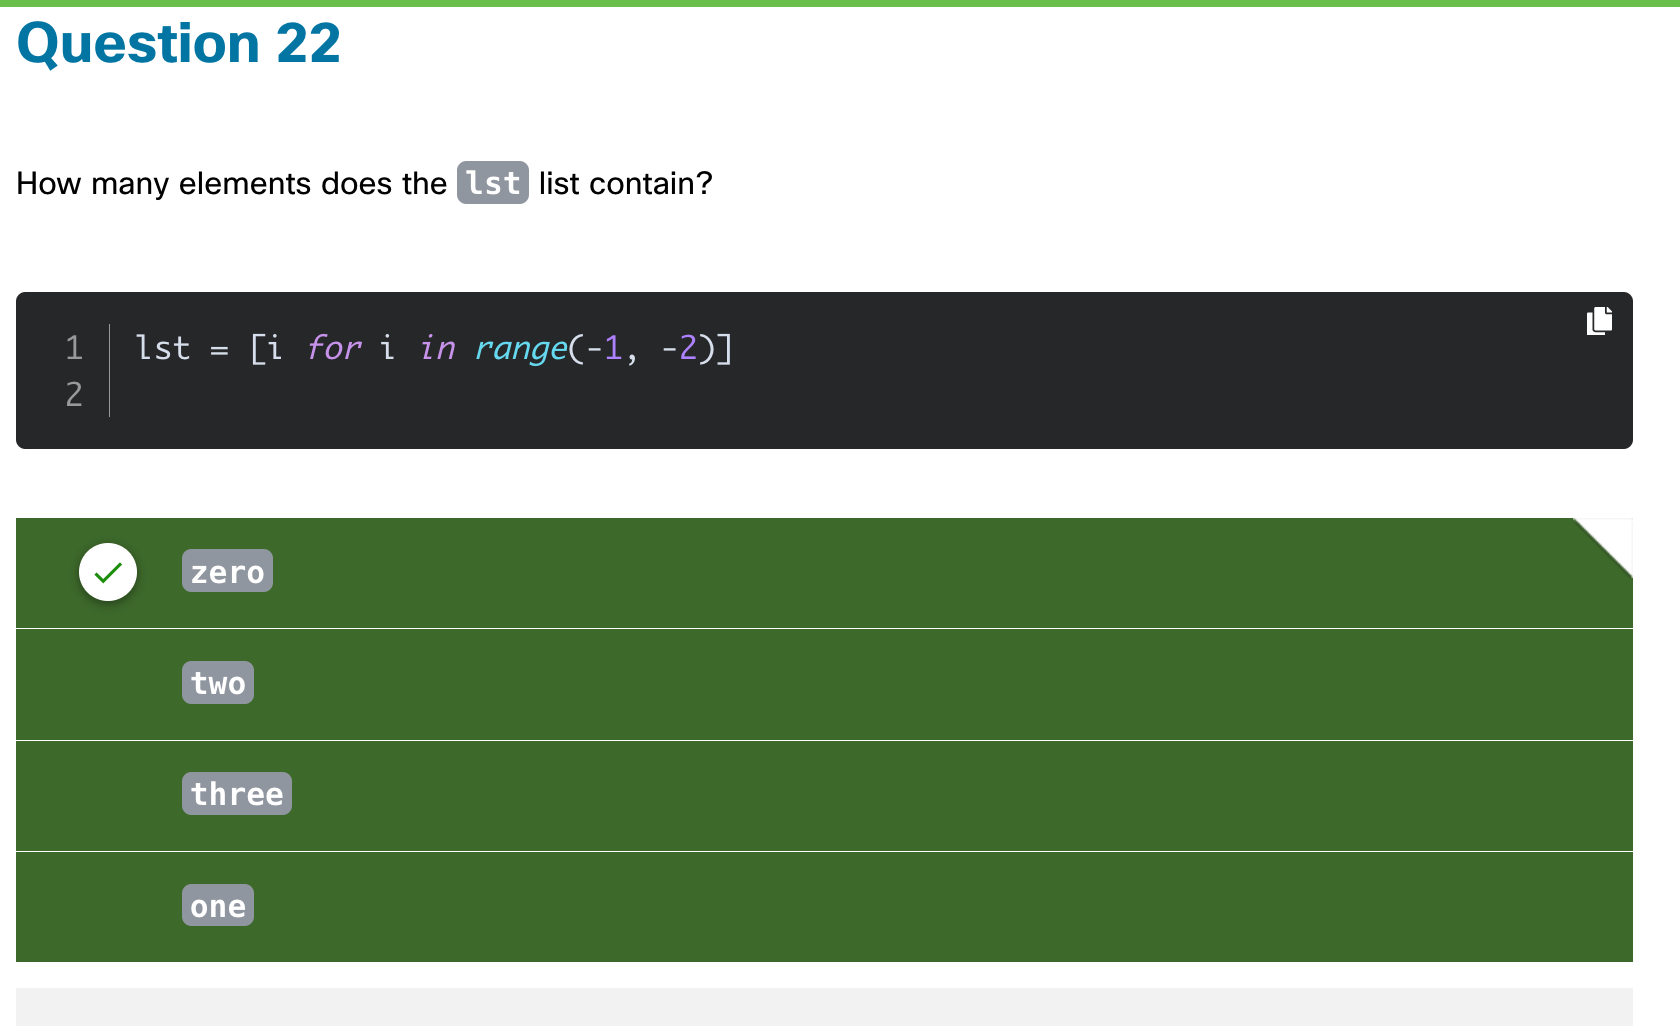 Question 22
How many elements does the lst list contain?
1 lst = [i for i in range(-1, -2)]
2
zero
two
three
one